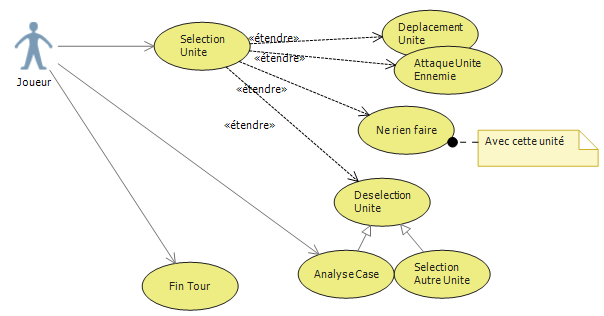 Joueur
Selection
Unite
«étendre»
Deplacement
Unite
«étendre»
Attaque Unite
Ennemie
«étendre»
Ne rien faire
Avec cette unité
«étendre»
Deselection
Unite
Analyse Case
Selection
Autre Unite
Fin Tour